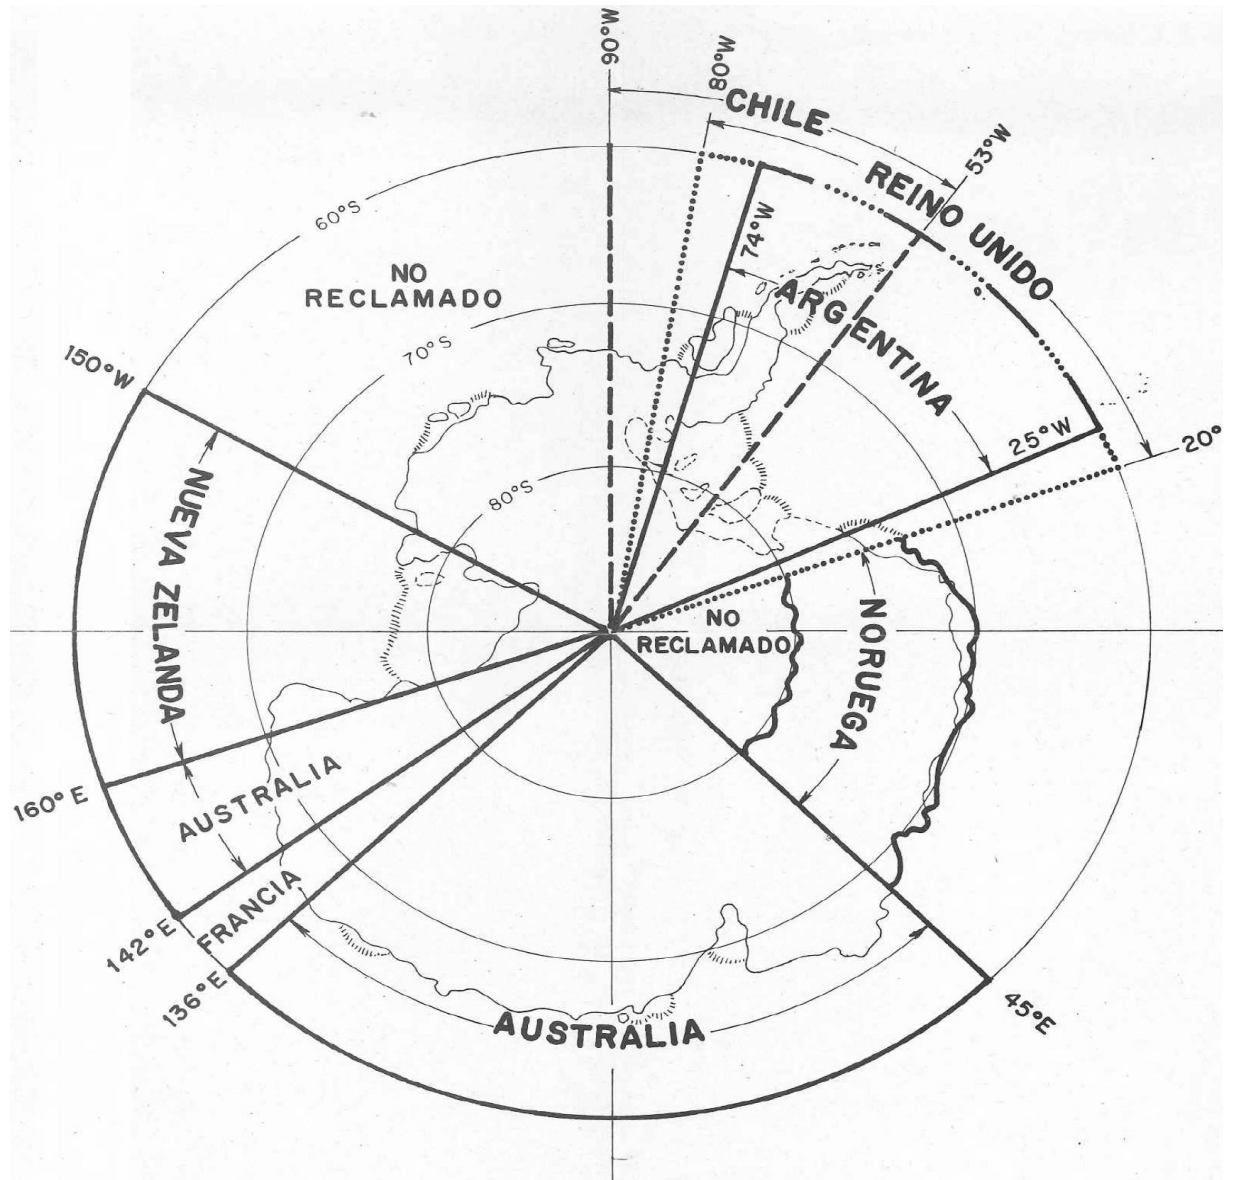 90°W
80°W
CHILE
53°W
REINO UNIDO
60°S
74°W
NO
RECLAMADO
ARGENTINA
70°S
150°W
25°W
20°
80°S
NUEVA ZELANDA
NO
RECLAMADO
NORUEGA
160° E
AUSTRALIA
FRANCIA
142°E
136°E
45°E
AUSTRALIA